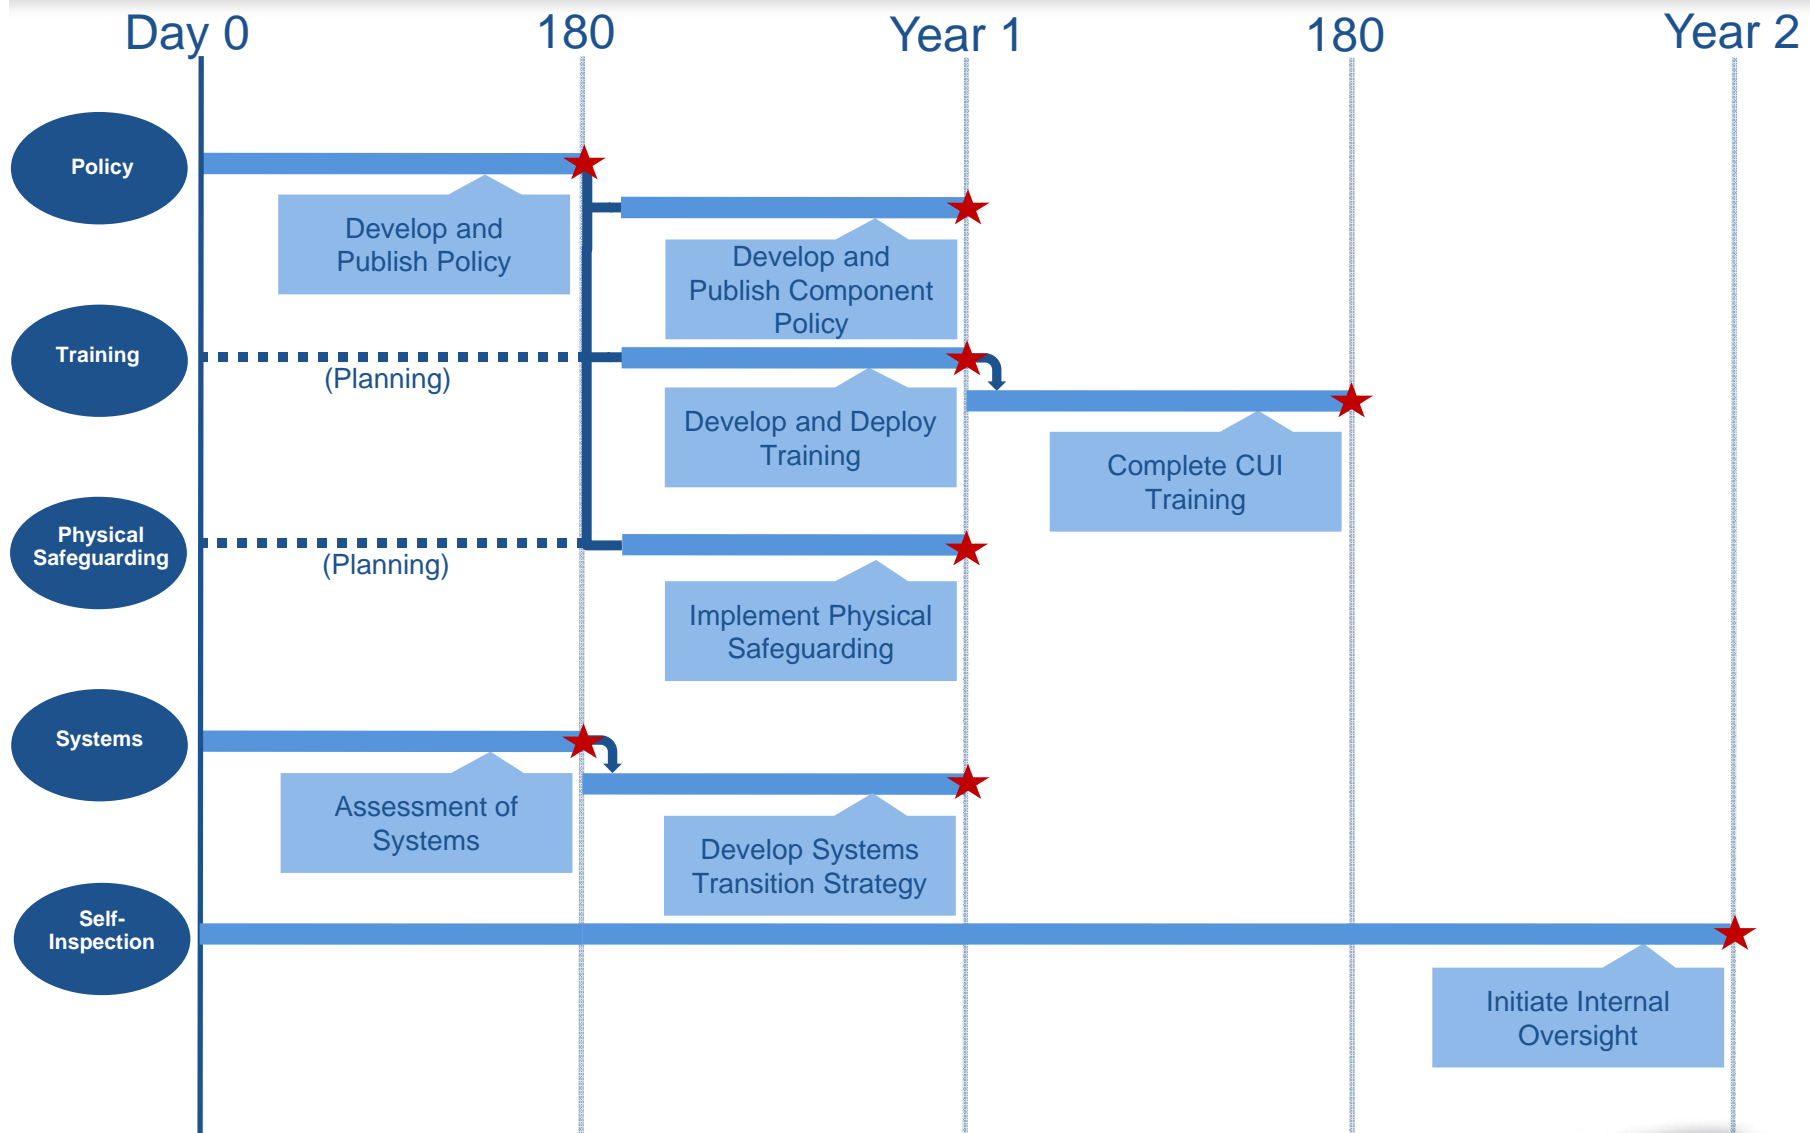 Day 0
180
Year 1
180
Year 2
Policy
Develop and
Publish Policy
Develop and
Publish Component
Policy
Training
(Planning)
Develop and Deploy
Training
Complete CUI
Training
Physical
Safeguarding
(Planning)
Implement Physical
Safeguarding
Systems
Assessment of
Systems
Develop Systems
Transition Strategy
Self-
Inspection
Initiate Internal
Oversight